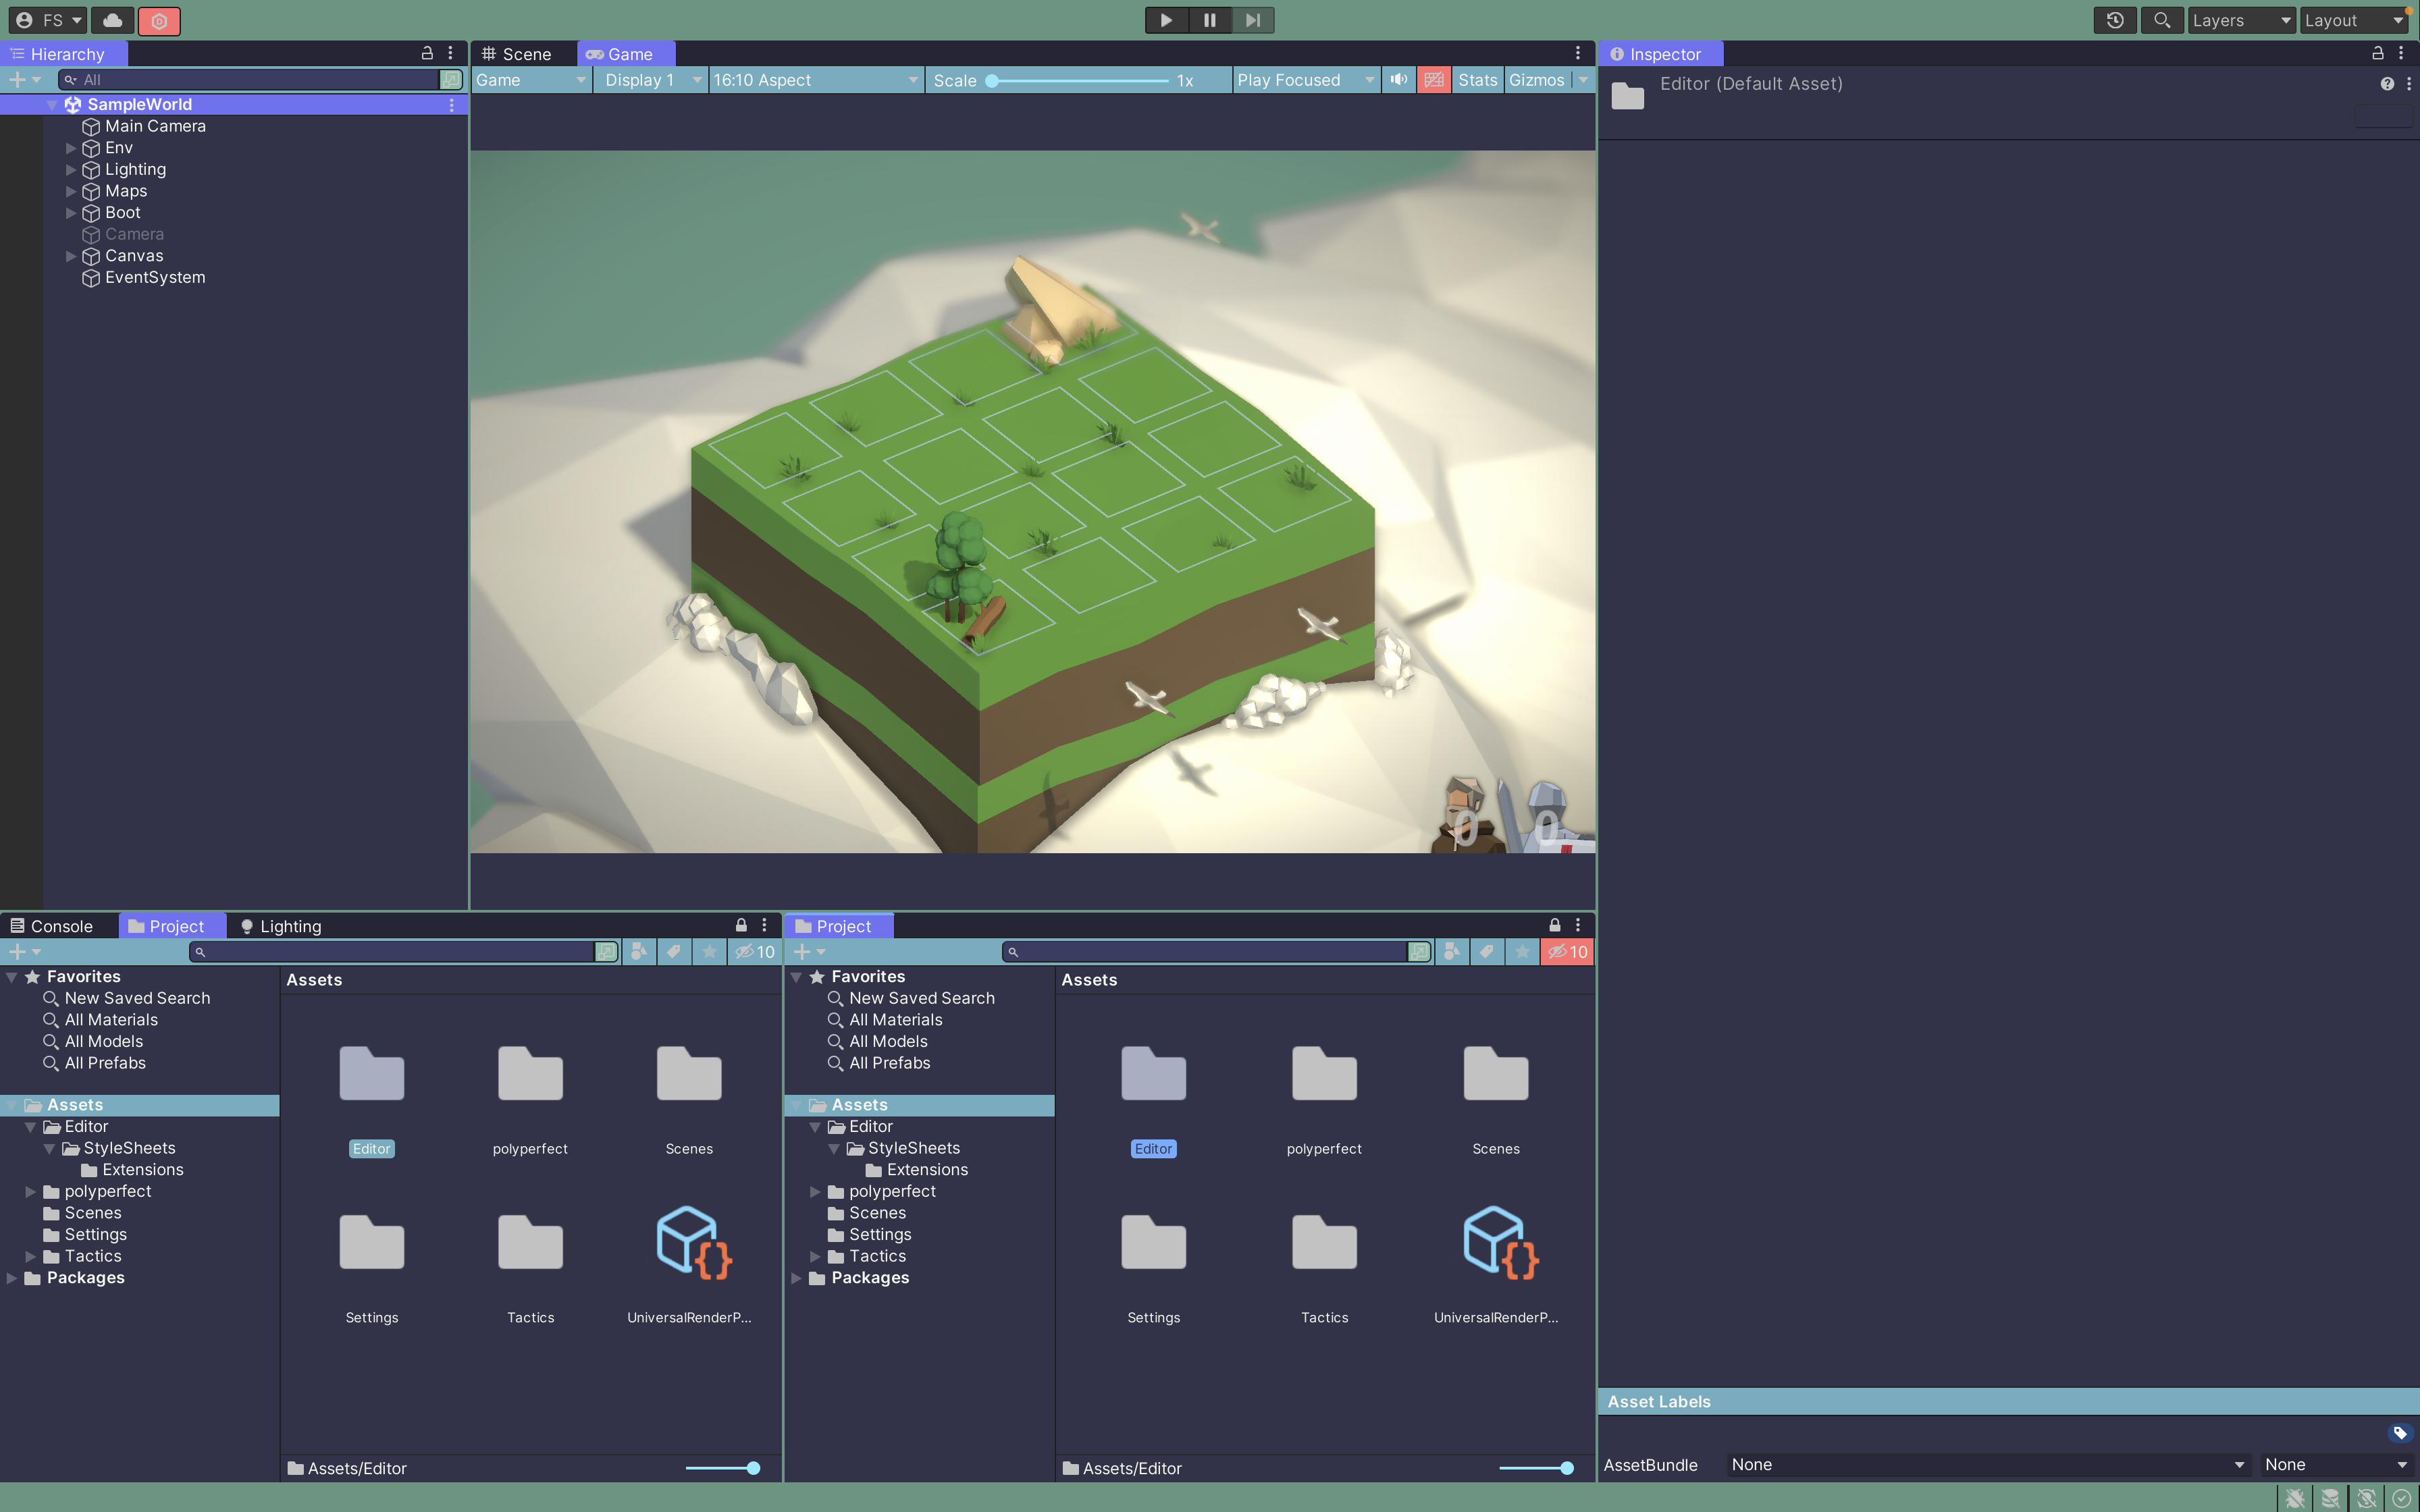 FS
Layers
Layout
Hierarchy
All
SampleWorld
Main Camera
Env
Lighting
Maps
Boot
Camera
Canvas
EventSystem
Scene
Game
Game
Display 1
16:10 Aspect
Scale
1x
Play Focused
Stats
Gizmos
0
0
Inspector
Editor (Default Asset)
Console
Project
Lighting
10
Favorites
New Saved Search
All Materials
All Models
All Prefabs
Assets
Editor
StyleSheets
Extensions
polyperfect
Scenes
Settings
Tactics
Packages
Assets
Editor
polyperfect
Scenes
Settings
Tactics
UniversalRenderP...
Assets/Editor
Project
10
Favorites
New Saved Search
All Materials
All Models
All Prefabs
Assets
Editor
StyleSheets
Extensions
polyperfect
Scenes
Settings
Tactics
Packages
Assets
Editor
polyperfect
Scenes
Settings
Tactics
UniversalRenderP...
Assets/Editor
Asset Labels
AssetBundle
None
None